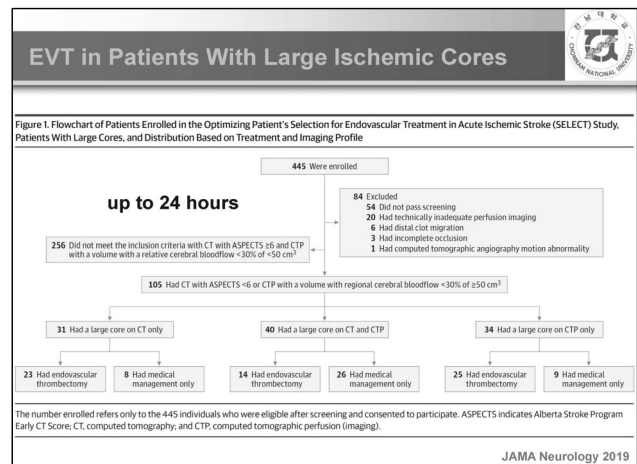 EVT in Patients With Large Ischemic Cores
전남대학교
CHONNAM NATIONAL UNIVERSITY
Figure 1. Flowchart of Patients Enrolled in the Optimizing Patient's Selection for Endovascular Treatment in Acute Ischemic Stroke (SELECT) Study,
Patients With Large Cores, and Distribution Based on Treatment and Imaging Profile
445 Were enrolled
up to 24 hours
84 Excluded
54 Did not pass screening
20 Had technically inadequate perfusion imaging
6 Had distal clot migration
3 Had incomplete occlusion
1 Had computed tomographic angiography motion abnormality
256 Did not meet the inclusion criteria with CT with ASPECTS ≥6 and CTP
with a volume with a relative cerebral bloodflow <30% of <50 cm³
105 Had CT with ASPECTS <6 or CTP with a volume with regional cerebral bloodflow <30% of ≥50 cm³
31 Had a large core on CT only
40 Had a large core on CT and CTP
34 Had a large core on CTP only
23 Had endovascular
thrombectomy
8 Had medical
management only
14 Had endovascular
thrombectomy
26 Had medical
management only
25 Had endovascular
thrombectomy
9 Had medical
management only
The number enrolled refers only to the 445 individuals who were eligible after screening and consented to participate. ASPECTS indicates Alberta Stroke Program
Early CT Score; CT, computed tomography; and CTP, computed tomographic perfusion (imaging).
JAMA Neurology 2019